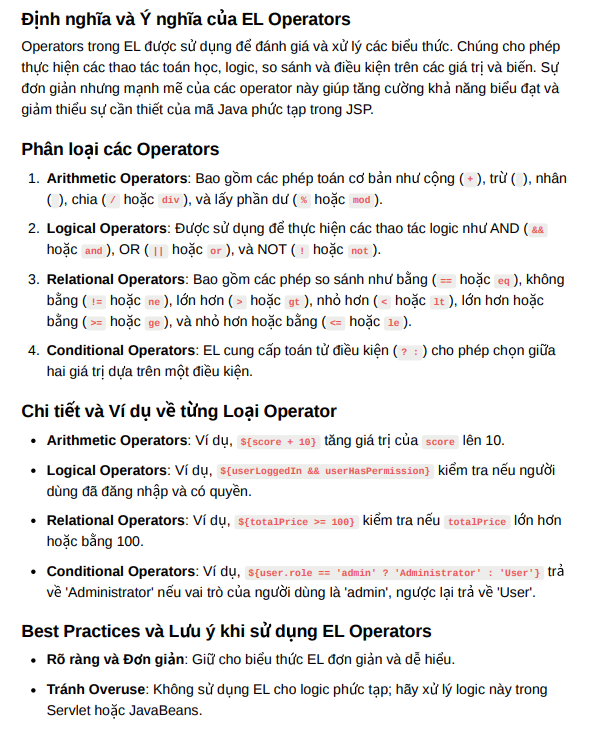 Định nghĩa và Ý nghĩa của EL Operators
Operators trong EL được sử dụng để đánh giá và xử lý các biểu thức. Chúng cho phép
thực hiện các thao tác toán học, logic, so sánh và điều kiện trên các giá trị và biến. Sự
đơn giản nhưng mạnh mẽ của các operator này giúp tăng cường khả năng biểu đạt và
giảm thiểu sự cần thiết của mã Java phức tạp trong JSP.
Phân loại các Operators
1. Arithmetic Operators: Bao gồm các phép toán cơ bản như cộng ( + ), trừ ( ), nhân
( ), chia ( / hoặc div ), và lấy phần dư ( % hoặc mod ).
2. Logical Operators: Được sử dụng để thực hiện các thao tác logic như AND ( &&
hoặc and ), OR ( || hoặc or ), và NOT ( ! hoặc not ).
3. Relational Operators: Bao gồm các phép so sánh như bằng ( == hoặc eq ), không
bằng ( != hoặc ne ), lớn hơn ( > hoặc gt ), nhỏ hơn ( < hoặc lt ), lớn hơn hoặc
bằng ( >= hoặc ge ), và nhỏ hơn hoặc bằng ( <= hoặc le ).
4. Conditional Operators: EL cung cấp toán tử điều kiện ( ? : ) cho phép chọn giữa
hai giá trị dựa trên một điều kiện.
Chi tiết và Ví dụ về từng Loại Operator
• Arithmetic Operators: Ví dụ, ${score + 10} tăng giá trị của score lên 10.
• Logical Operators: Ví dụ, ${userLoggedIn && userHasPermission} kiểm tra nếu người
dùng đã đăng nhập và có quyền.
• Relational Operators: Ví dụ, ${totalPrice >= 100} kiểm tra nếu totalPrice lớn hơn
hoặc bằng 100.
• Conditional Operators: Ví dụ, ${user.role == 'admin' ? 'Administrator' : 'User'} trả
về 'Administrator' nếu vai trò của người dùng là 'admin', ngược lại trả về 'User'.
Best Practices và Lưu ý khi sử dụng EL Operators
• Rõ ràng và Đơn giản: Giữ cho biểu thức EL đơn giản và dễ hiểu.
• Tránh Overuse: Không sử dụng EL cho logic phức tạp; hãy xử lý logic này trong
Servlet hoặc JavaBeans.